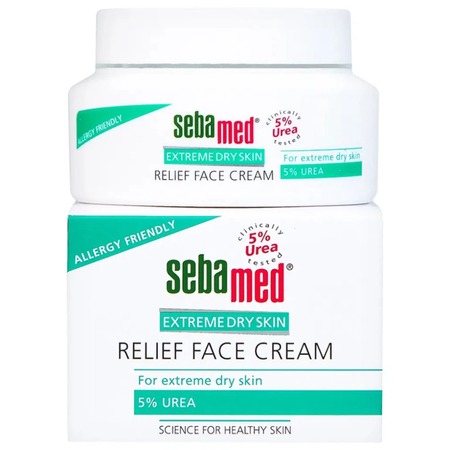 ALLERGY FRIENDLY
sebamed®
clinically tested
5%
Urea
EXTREME DRY SKIN
RELIEF FACE CREAM
For extreme dry skin
5% UREA
ALLERGY FRIENDLY
clinically tested
5%
Urea
sebamed®
EXTREME DRY SKIN
RELIEF FACE CREAM
For extreme dry skin
5% UREA
SCIENCE FOR HEALTHY SKIN